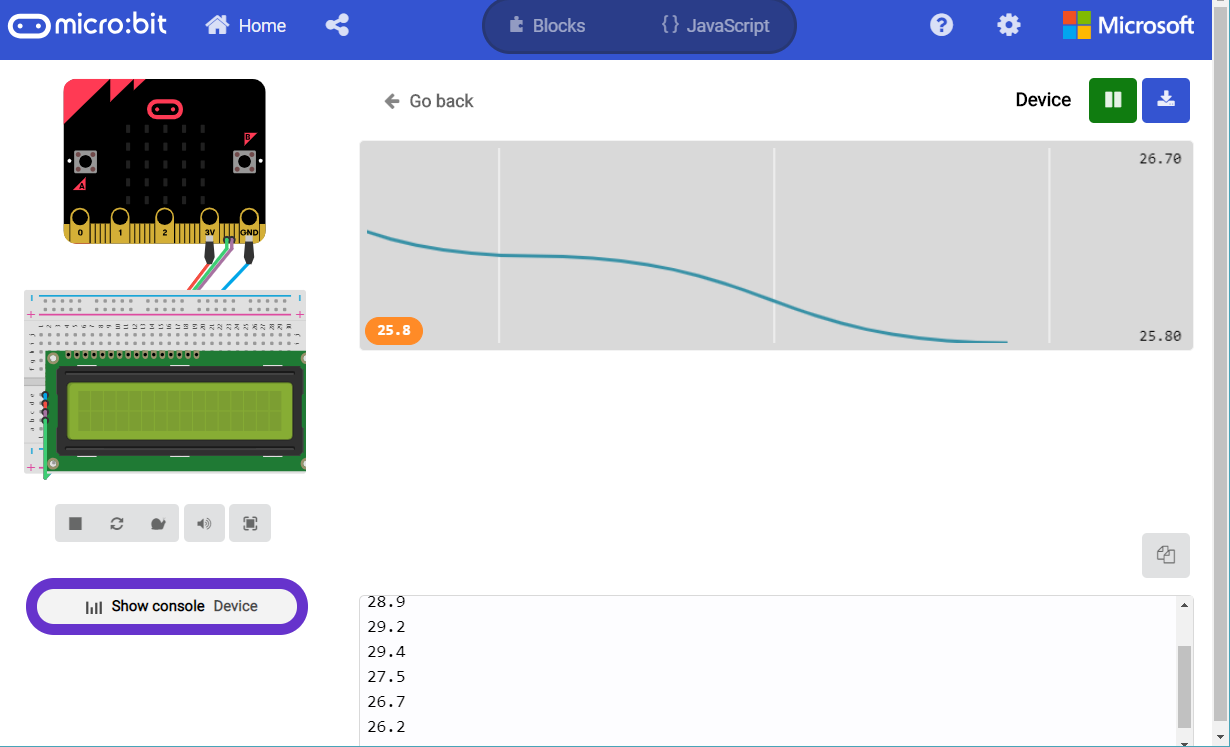 micro:bit Home Blocks {} JavaScript ? Microsoft
Go back Device
26.70
25.8
25.80
B
A
0 1 2 3V GND
Show console Device
28.9
29.2
29.4
27.5
26.7
26.2